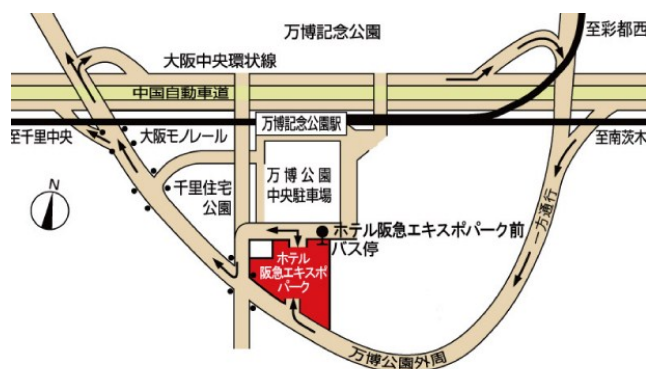 万博記念公園
至彩都西
大阪中央環状線
中国自動車道
万博記念公園駅
至千里中央
大阪モノレール
至南茨木
N
千里住宅
公園
万博公園
中央駐車場
ホテル阪急エキスポパーク前
バス停
一方通行
ホテル
阪急エキスポ
パーク
万博公園外周